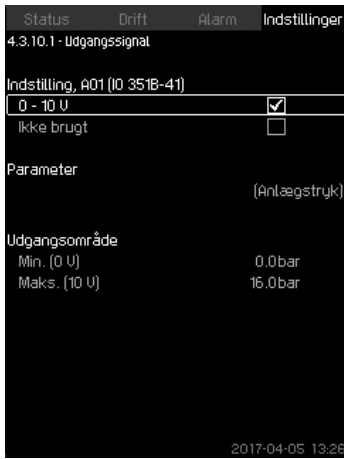 Status Drift Alarm Indstillinger
4.3.10.1 - Udgangssignal
Indstilling, AO1 (IO 351B-41)
0 - 10 V
Ikke brugt
Parameter
(Anlægstryk)
Udgangsområde
Min. (0 V) 0.0bar
Maks. (10 V) 16.0bar
2017-04-05 13:26